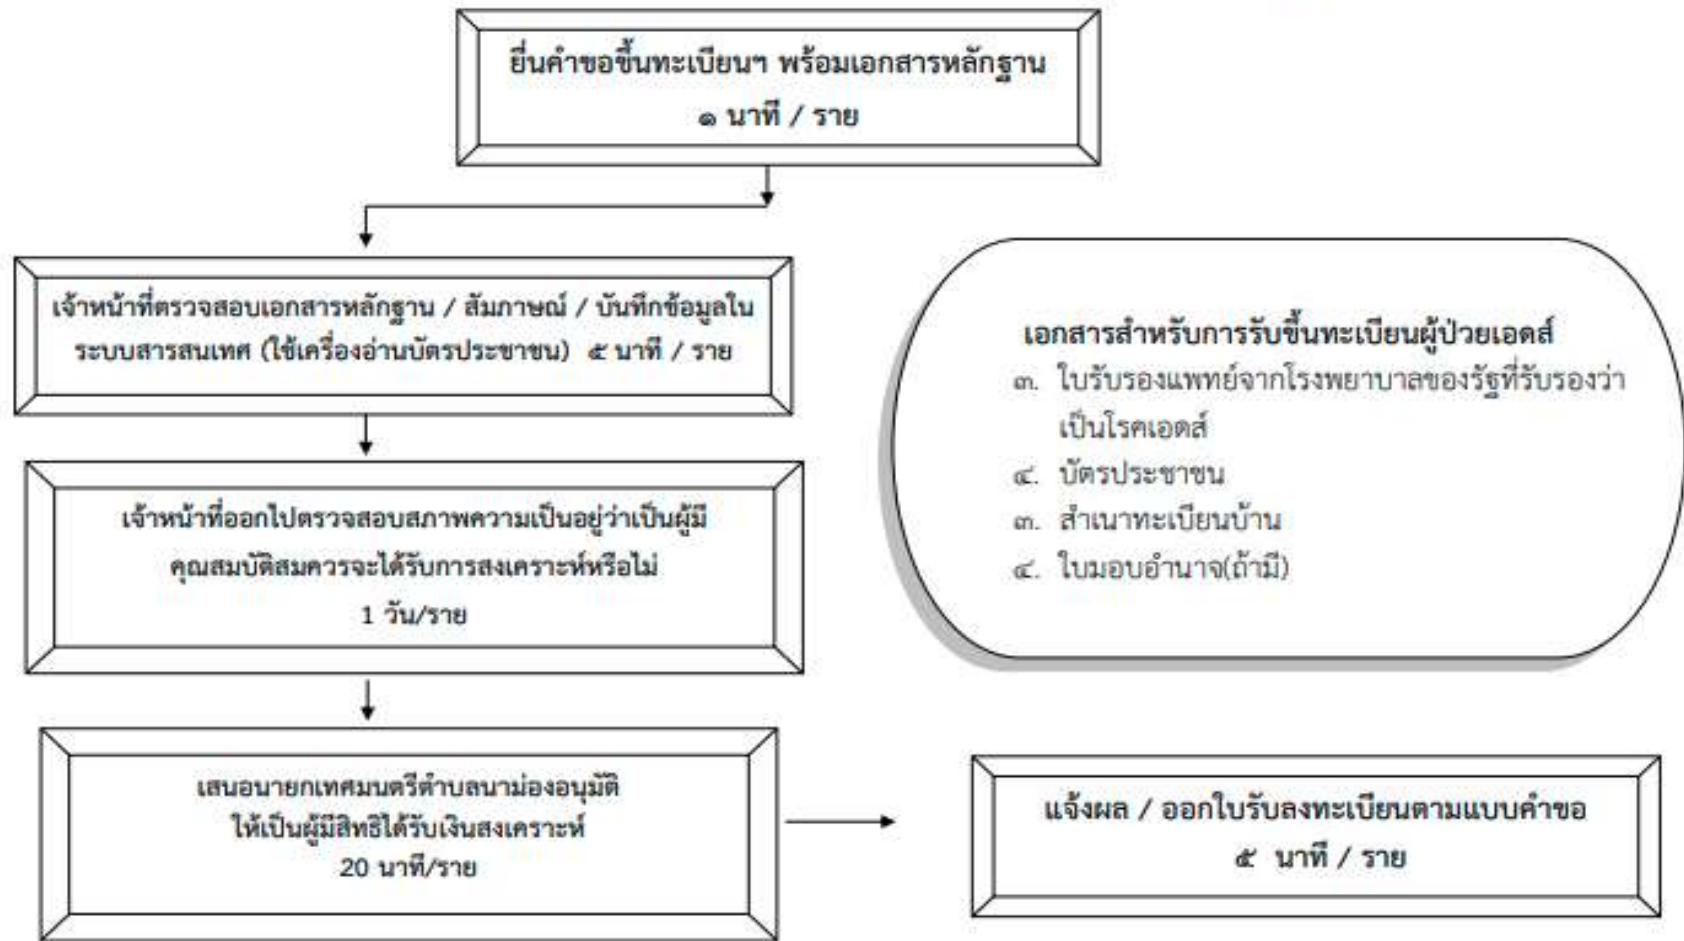 ยื่นคำขอขึ้นทะเบียนฯ พร้อมเอกสารหลักฐาน
๑ นาที / ราย
เจ้าหน้าที่ตรวจสอบเอกสารหลักฐาน / สัมภาษณ์ / บันทึกข้อมูลใน
ระบบสารสนเทศ (ใช้เครื่องอ่านบัตรประชาชน) ๕ นาที / ราย
เอกสารสำหรับการรับขึ้นทะเบียนผู้ป่วยเอดส์
๓. ใบรับรองแพทย์จากโรงพยาบาลของรัฐที่รับรองว่า
เป็นโรคเอดส์
๔. บัตรประชาชน
๓. สำเนาทะเบียนบ้าน
๔. ใบมอบอำนาจ(ถ้ามี)
เจ้าหน้าที่ออกไปตรวจสอบสภาพความเป็นอยู่ว่าเป็นผู้มี
คุณสมบัติสมควรจะได้รับการสงเคราะห์หรือไม่
1 วัน/ราย
เสนอนายกเทศมนตรีตำบลนาม่องอนุมัติ
ให้เป็นผู้มีสิทธิได้รับเงินสงเคราะห์
20 นาที/ราย
แจ้งผล / ออกใบรับลงทะเบียนตามแบบคำขอ
๕ นาที / ราย